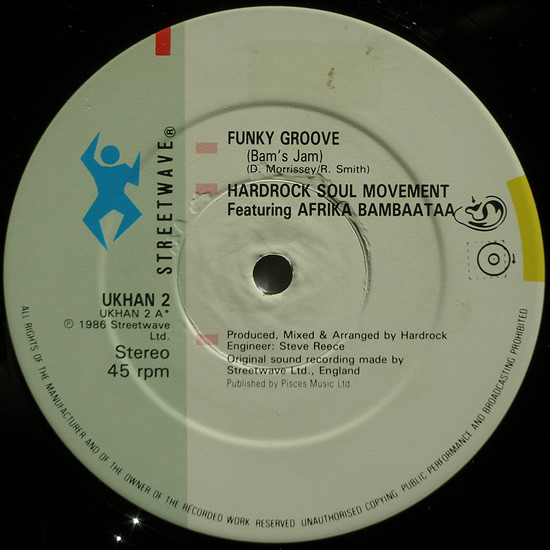 STREETWAVE®
FUNKY GROOVE
(Bam's Jam)
(D. Morrissey/R. Smith)
HARDROCK SOUL MOVEMENT
Featuring AFRIKA BAMBAATAA
UKHAN 2
UKHAN 2 A*
℗ 1986 Streetwave
Ltd.
Stereo
45 rpm
Produced, Mixed & Arranged by Hardrock
Engineer: Steve Reece
Original sound recording made by
Streetwave Ltd., England
Published by Pisces Music Ltd.
ALL RIGHTS OF THE MANUFACTURER AND OF THE OWNER OF THE RECORDED WORK RESERVED UNAUTHORISED COPYING PUBLIC PERFORMANCE AND BROADCASTING PROHIBITED